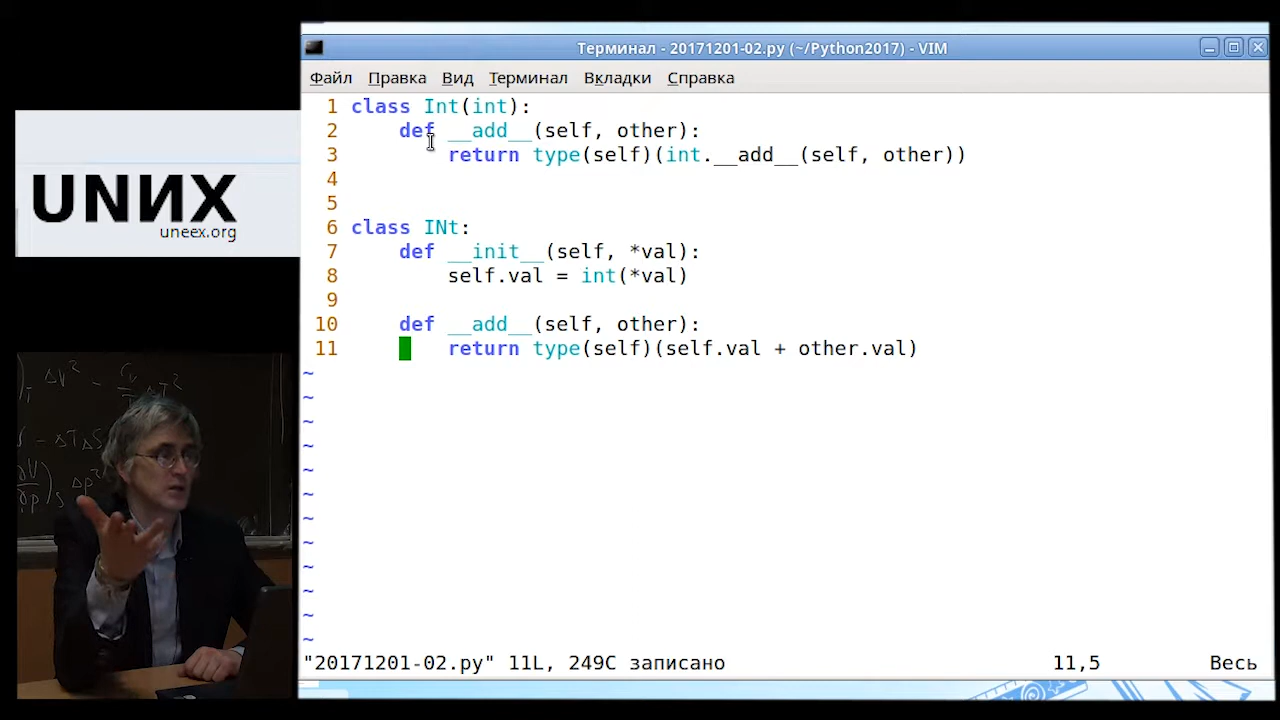 Терминал - 20171201-02.py (~/Python2017) - VIM
Файл Правка Вид Терминал Вкладки Справка
1 class Int(int):
2     def __add__(self, other):
3         return type(self)(int.__add__(self, other))
4
5
6 class INt:
7     def __init__(self, *val):
8         self.val = int(*val)
9
10     def __add__(self, other):
11         return type(self)(self.val + other.val)
~
~
~
~
~
~
~
~
~
~
~
~
"20171201-02.py" 11L, 249C записано 11,5 Весь
UNИX
uneex.org